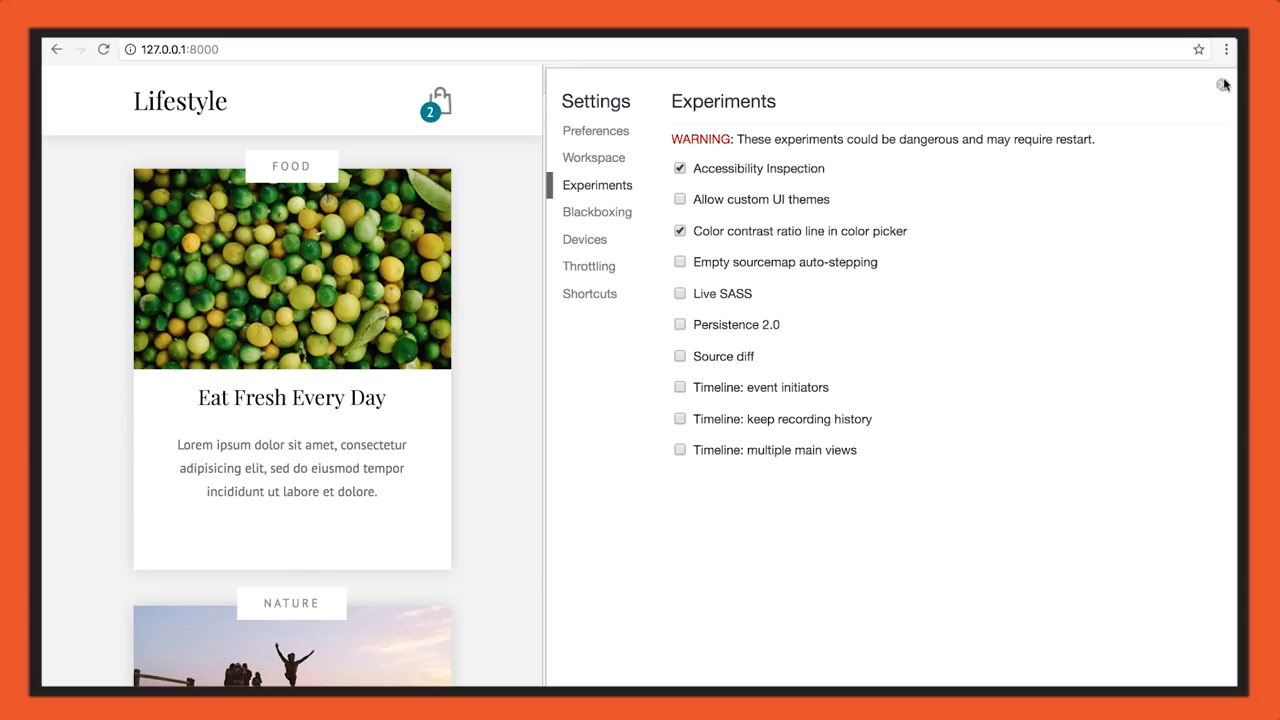 127.0.0.1:8000
Lifestyle
2
FOOD
Eat Fresh Every Day
Lorem ipsum dolor sit amet, consectetur
adipisicing elit, sed do eiusmod tempor
incididunt ut labore et dolore.
NATURE
Settings
Preferences
Workspace
Experiments
Blackboxing
Devices
Throttling
Shortcuts
Experiments
WARNING: These experiments could be dangerous and may require restart.
Accessibility Inspection
Allow custom UI themes
Color contrast ratio line in color picker
Empty sourcemap auto-stepping
Live SASS
Persistence 2.0
Source diff
Timeline: event initiators
Timeline: keep recording history
Timeline: multiple main views